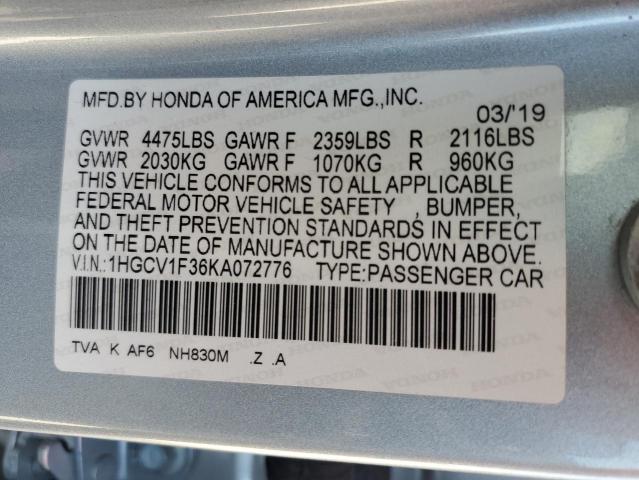 MFD.BY HONDA OF AMERICA MFG.,INC. 03/'19
GVWR 4475LBS GAWR F 2359LBS R 2116LBS
GVWR 2030KG GAWR F 1070KG R 960KG
THIS VEHICLE CONFORMS TO ALL APPLICABLE
FEDERAL MOTOR VEHICLE SAFETY , BUMPER,
AND THEFT PREVENTION STANDARDS IN EFFECT
ON THE DATE OF MANUFACTURE SHOWN ABOVE.
V.I.N.:1HGCV1F36KA072776 TYPE:PASSENGER CAR
TVA K AF6 NH830M .Z .A